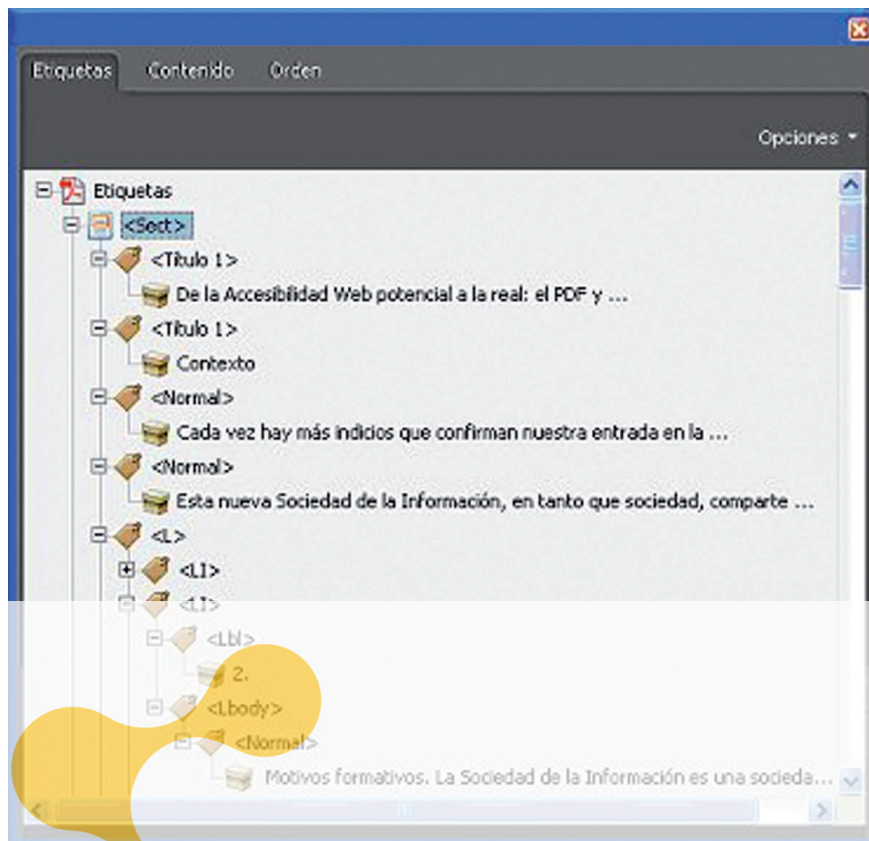 Etiquetas Contenido Orden
Opciones
Etiquetas
<Sect>
<Título 1>
De la Accesibilidad Web potencial a la real: el PDF y ...
<Título 1>
Contexto
<Normal>
Cada vez hay más indicios que confirman nuestra entrada en la ...
<Normal>
Esta nueva Sociedad de la Información, en tanto que sociedad, comparte ...
<L>
<LI>
<LI>
<Lbl>
2.
<Lbody>
<Normal>
Motivos formativos. La Sociedad de la Información es una socieda...